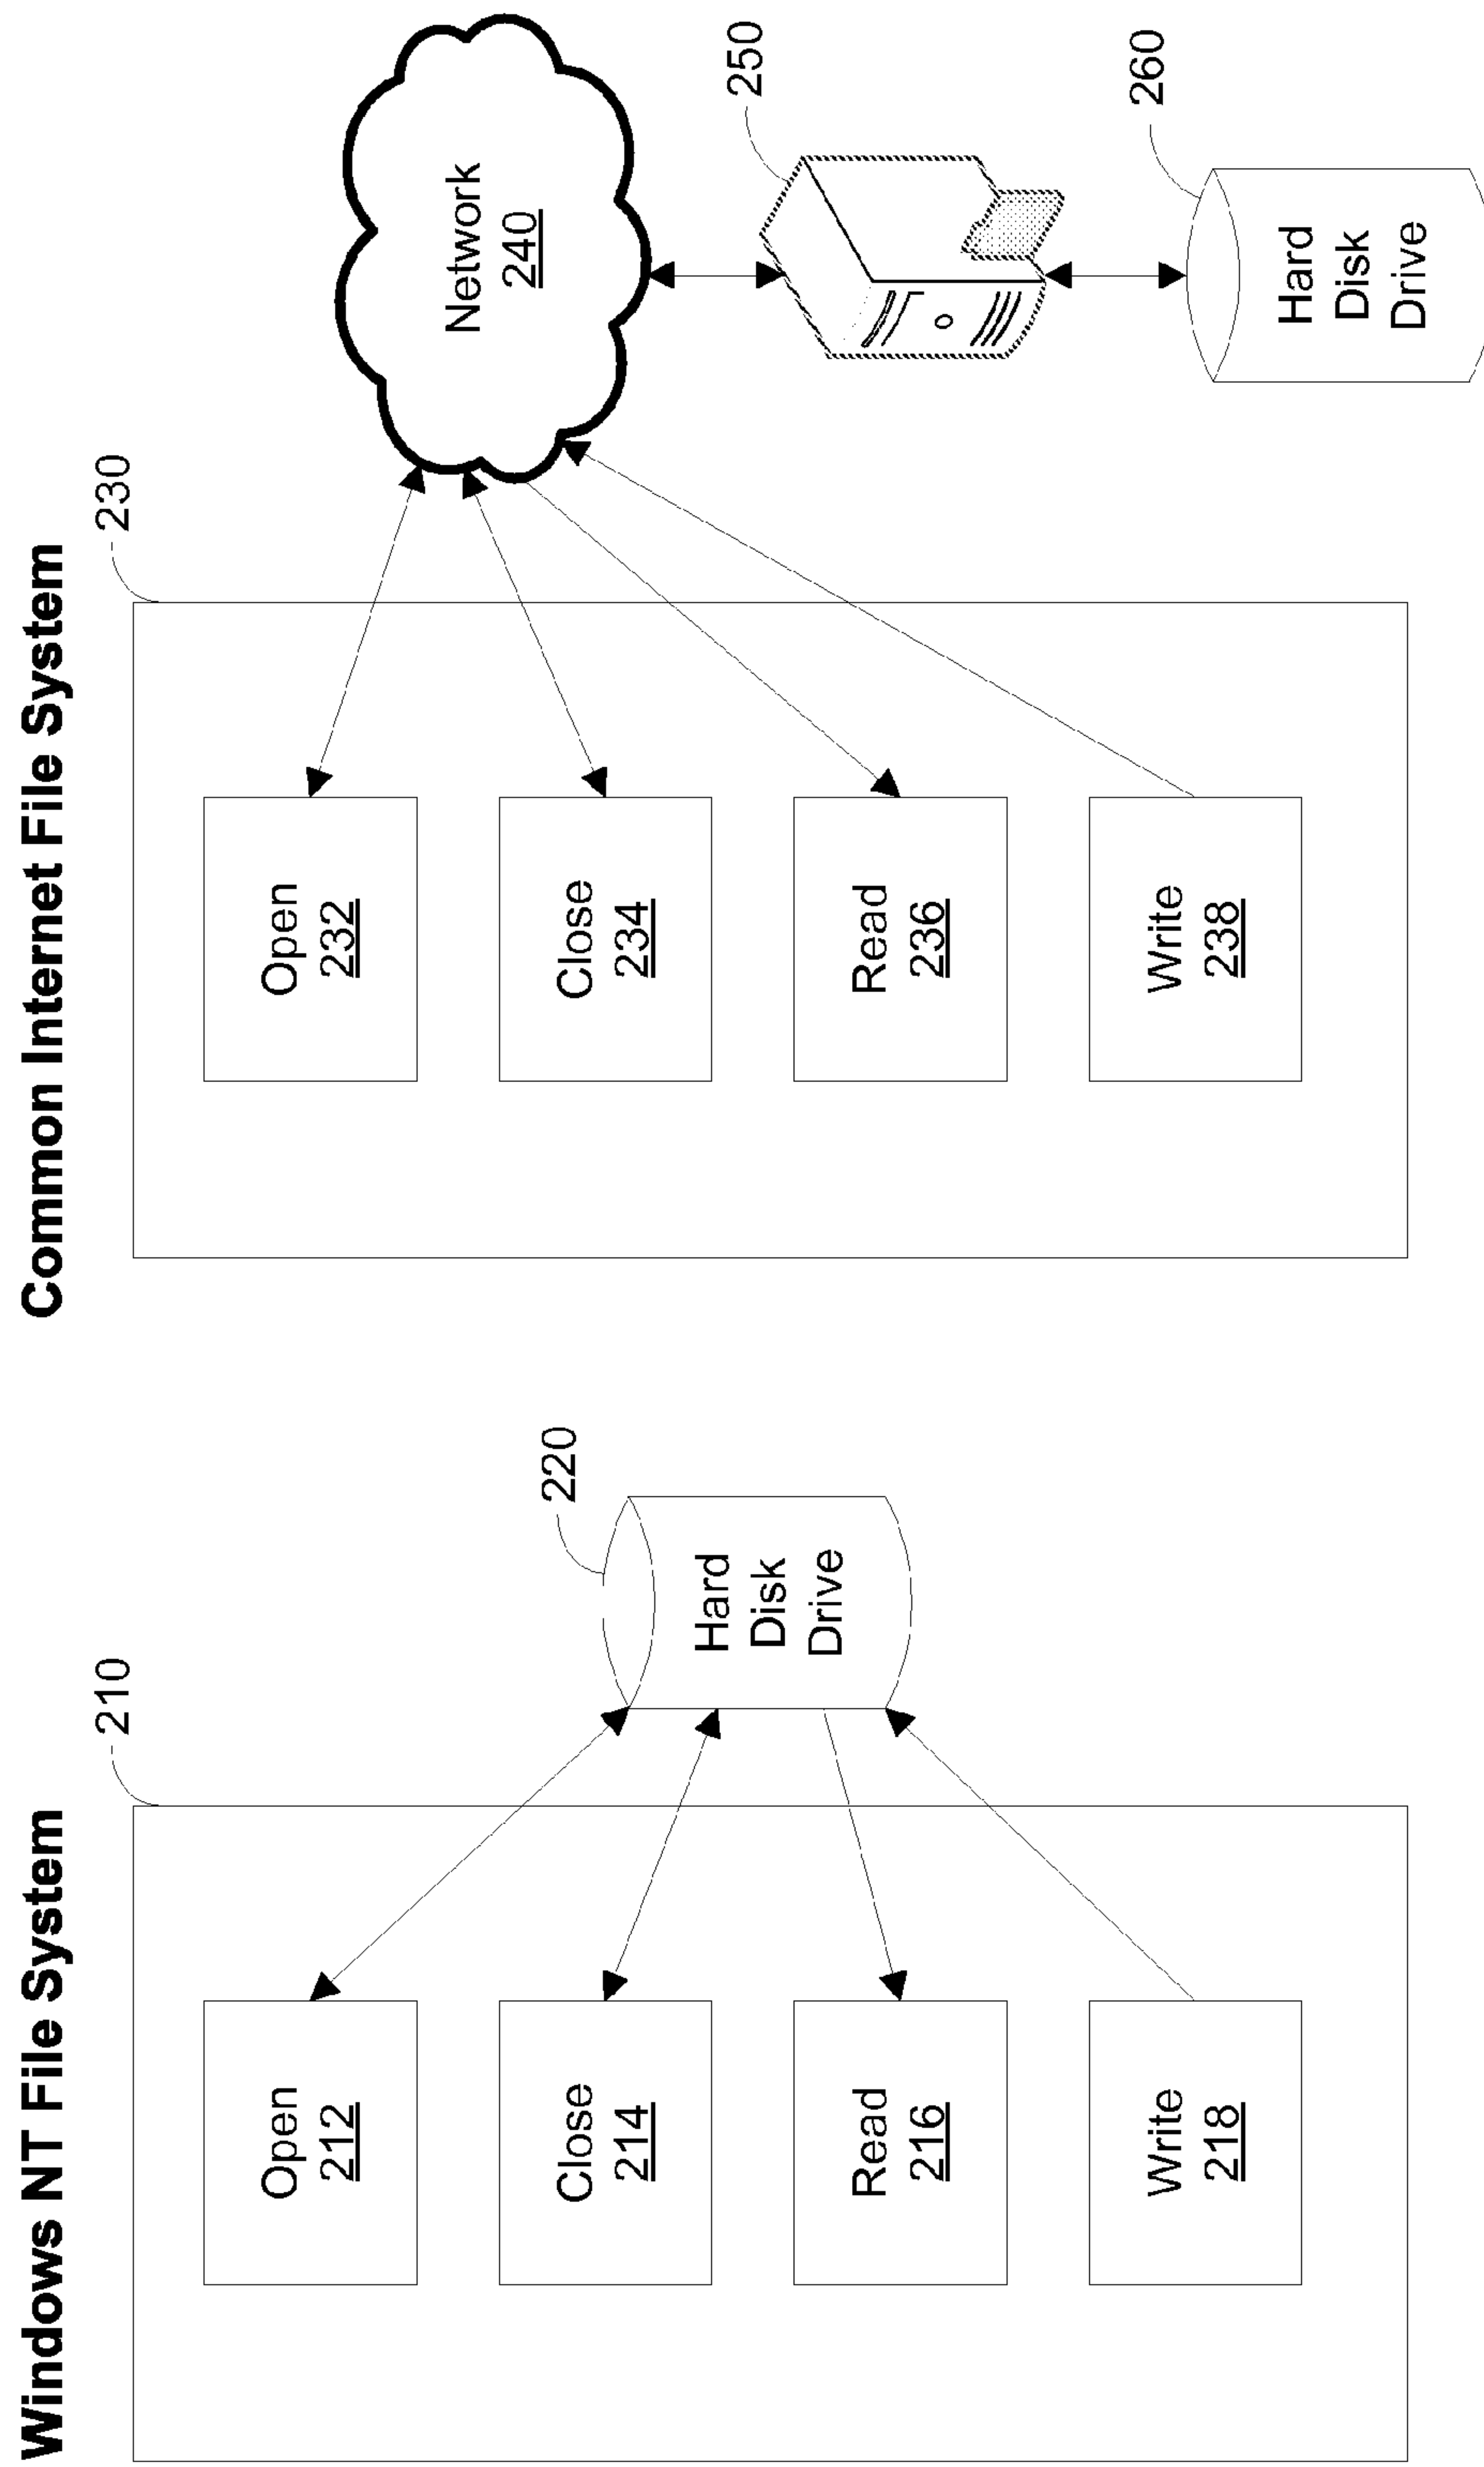 Windows NT File System
210
Open
212
Close
214
Read
216
Write
218
220
Hard
Disk
Drive
Common Internet File System
230
Open
232
Close
234
Read
236
Write
238
Network
240
250
260
Hard
Disk
Drive